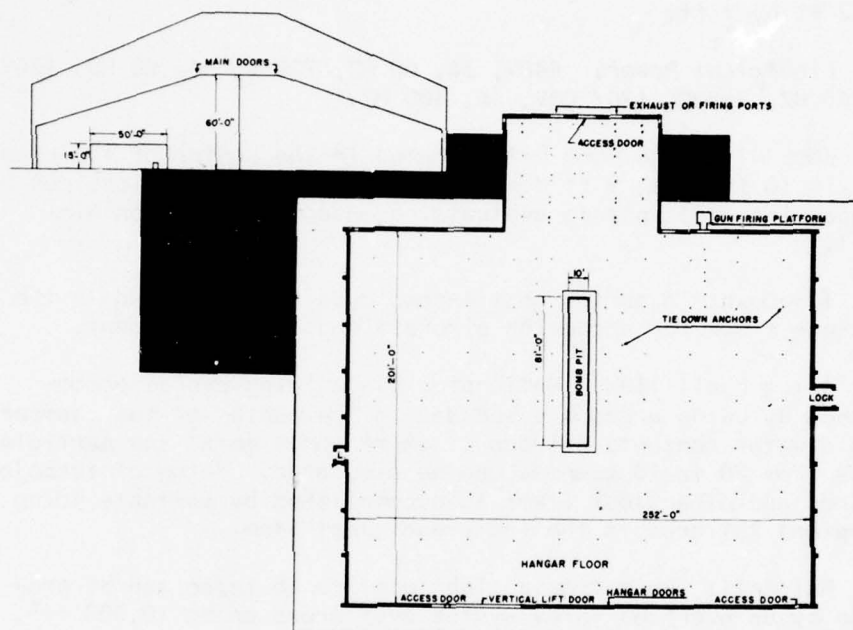 MAIN DOORS
50'-0"
15'-0"
60'-0"
EXHAUST OR FIRING PORTS
ACCESS DOOR
GUN FIRING PLATFORM
10'
TIE DOWN ANCHORS
201'-0"
81'-0"
BOMB PIT
LOCK
L
252'-0"
HANGAR FLOOR
HANGAR DOORS
ACCESS DOOR
VERTICAL LIFT DOOR
ACCESS DOOR